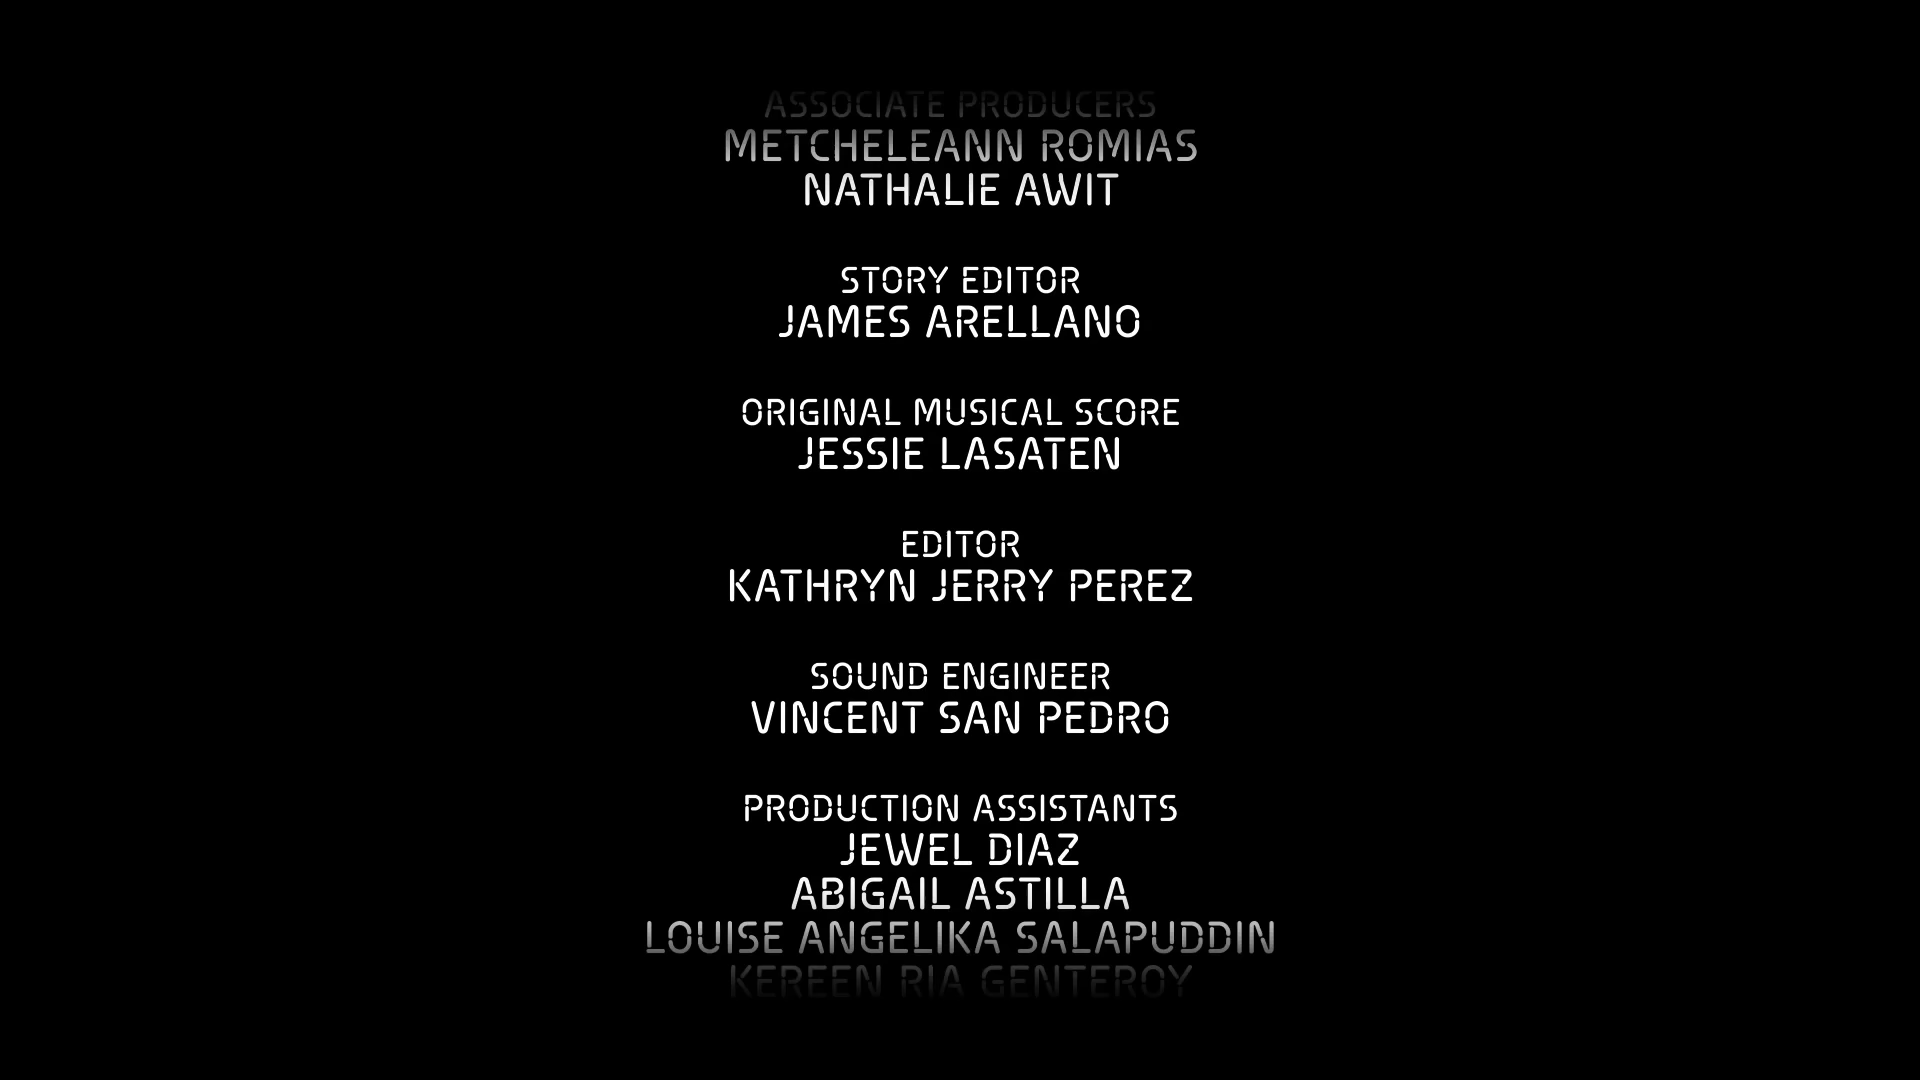 ASSOCIATE PRODUCERS
METCHELEANN ROMIAS
NATHALIE AWIT
STORY EDITOR
JAMES ARELLANO
ORIGINAL MUSICAL SCORE
JESSIE LASATEN
EDITOR
KATHRYN JERRY PEREZ
SOUND ENGINEER
VINCENT SAN PEDRO
PRODUCTION ASSISTANTS
JEWEL DIAZ
ABIGAIL ASTILLA
LOUISE ANGELIKA SALAPUDDIN
KEREEN RIA GENTEROY